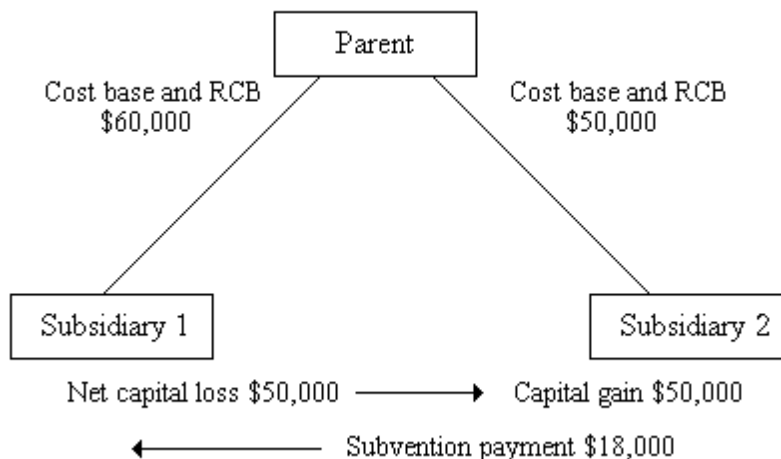 Parent
Cost base and RCB
$60,000
Cost base and RCB
$50,000
Subsidiary 1
Subsidiary 2
Net capital loss $50,000
Capital gain $50,000
Subvention payment $18,000